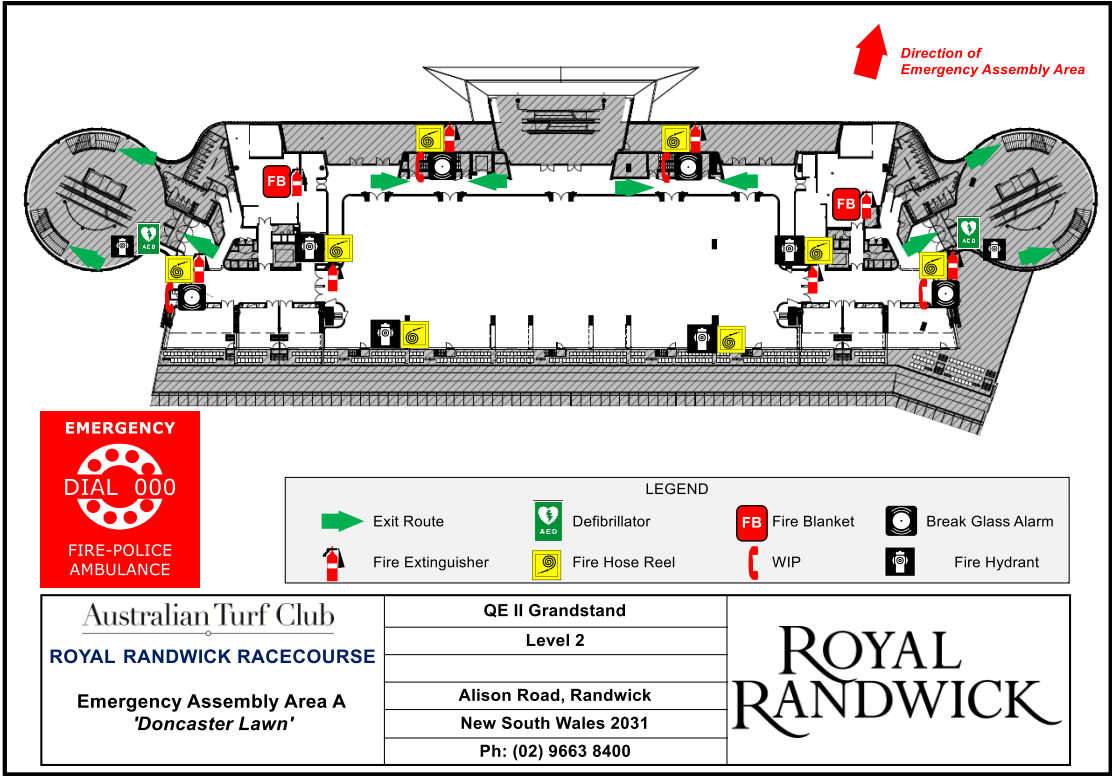 Direction of
Emergency Assembly Area
FB
FB
AED
AED
EMERGENCY
DIAL 000
FIRE-POLICE
AMBULANCE
LEGEND
Exit Route
AED
Defibrillator
FB
Fire Blanket
Break Glass Alarm
Fire Extinguisher
Fire Hose Reel
WIP
Fire Hydrant
Australian Turf Club
ROYAL RANDWICK RACECOURSE
Emergency Assembly Area A
'Doncaster Lawn'
QE II Grandstand
Level 2
Alison Road, Randwick
New South Wales 2031
Ph: (02) 9663 8400
ROYAL
RANDWICK